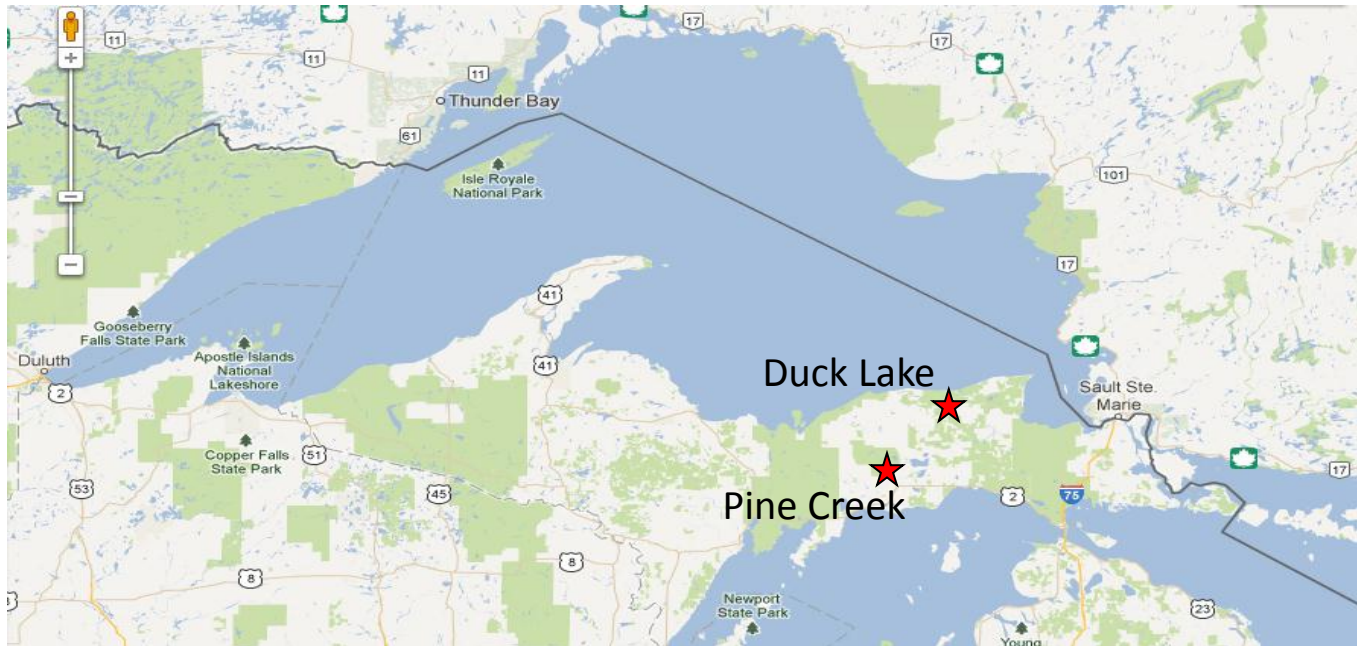 17
11
11
17
11
Thunder Bay
61
Isle Royale
National Park
101
17
41
Gooseberry
Falls State Park
Duluth
2
Apostle Islands
National
Lakeshore
41
Duck Lake
Sault Ste.
Marie
Copper Falls
State Park
51
53
45
Pine Creek
2
75
17
8
8
8
Newport
State Park
23
Young